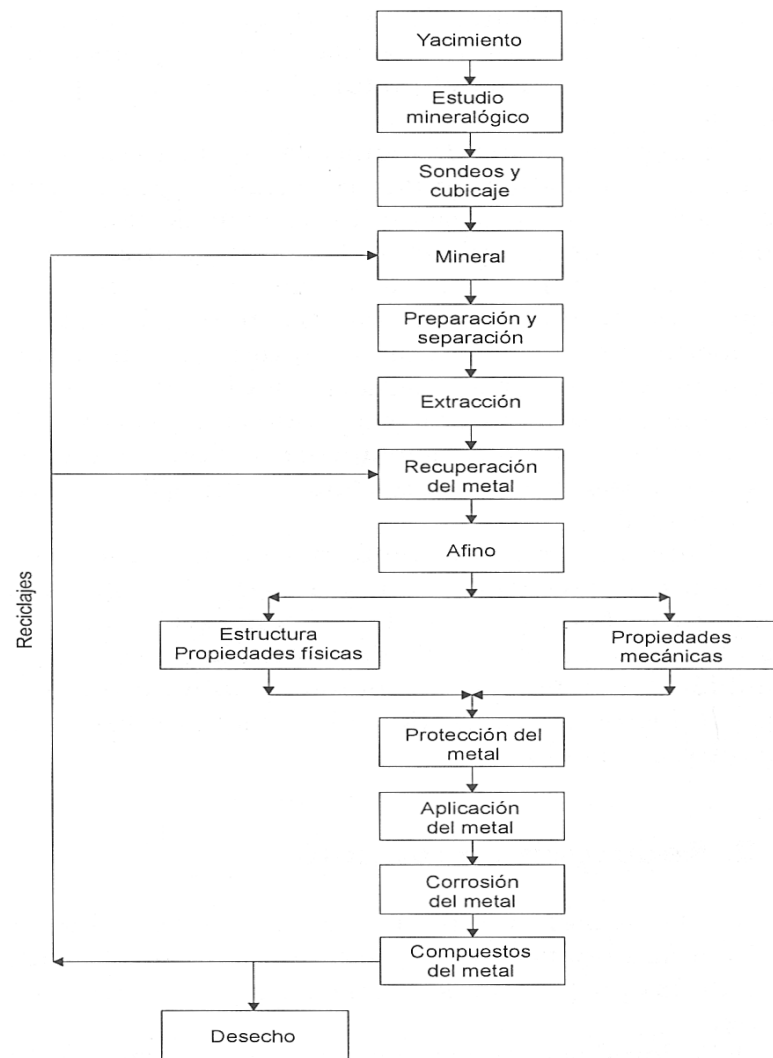 Yacimiento
Estudio
mineralógico
Sondeos y
cubicaje
Mineral
Preparación y
separación
Extracción
Recuperación
del metal
Afino
Reciclajes
Estructura
Propiedades físicas
Propiedades
mecánicas
Protección del
metal
Aplicación
del metal
Corrosión
del metal
Compuestos
del metal
Desecho